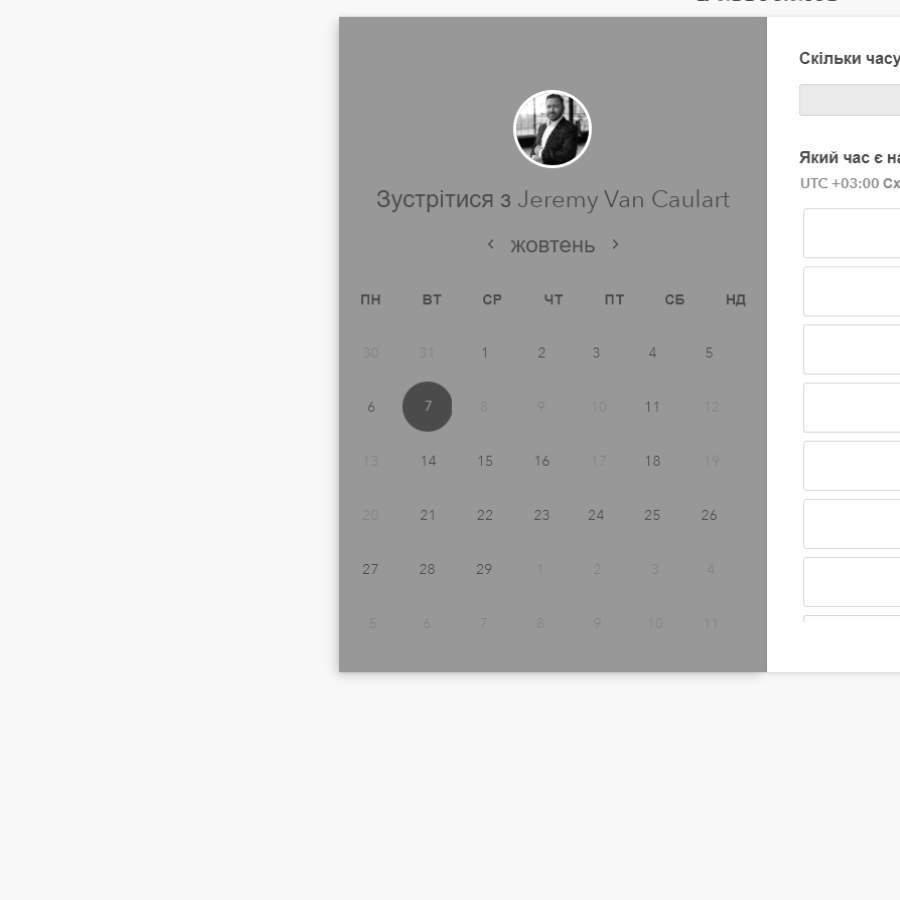 Зустрітися з Jeremy Van Caulart
‹ жовтень ›
ПН ВТ СР ЧТ ПТ СБ НД
30 31 1 2 3 4 5
6 7 8 9 10 11 12
13 14 15 16 17 18 19
20 21 22 23 24 25 26
27 28 29 1 2 3 4
5 6 7 8 9 10 11
Скільки часу
Який час є
UTC +03:00